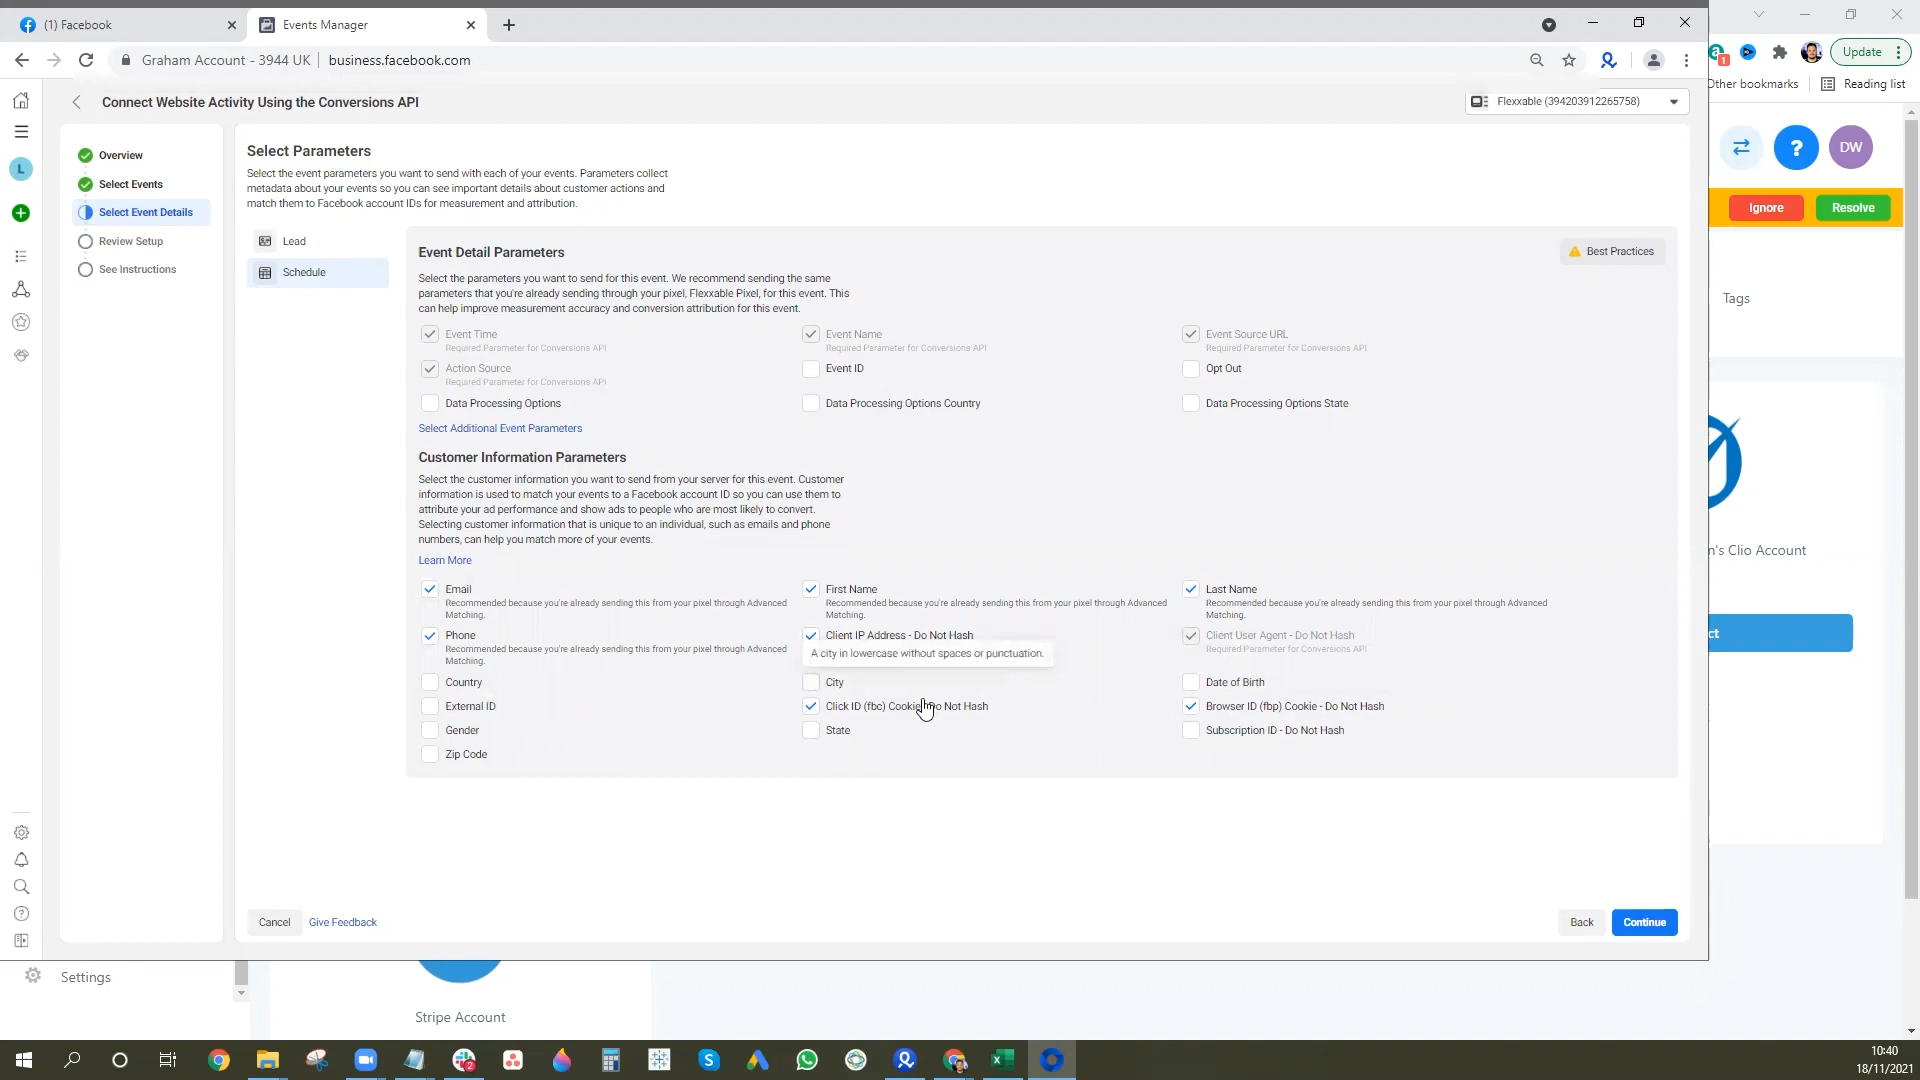 (1) Facebook
Events Manager
Graham Account - 3944 UK
business.facebook.com
Update
Other bookmarks
Reading list
Connect Website Activity Using the Conversions API
Flexxable (394203912265758)
L
Overview
Select Events
Select Event Details
Review Setup
See Instructions
Select Parameters
Select the event parameters you want to send with each of your events. Parameters collect
metadata about your events so you can see important details about customer actions and
match them to Facebook account IDs for measurement and attribution.
Lead
Schedule
Event Detail Parameters
Best Practices
Select the parameters you want to send for this event. We recommend sending the same
parameters that you're already sending through your pixel, Flexxable Pixel, for this event. This
can help improve measurement accuracy and conversion attribution for this event.
Event Time
Required Parameter for Conversions API
Event Name
Required Parameter for Conversions API
Event Source URL
Required Parameter for Conversions API
Action Source
Required Parameter for Conversions API
Event ID
Opt Out
Data Processing Options
Data Processing Options Country
Data Processing Options State
Select Additional Event Parameters
Customer Information Parameters
Select the customer information you want to send from your server for this event. Customer
information is used to match your events to a Facebook account ID so you can use them to
attribute your ad performance and show ads to people who are most likely to convert.
Selecting customer information that is unique to an individual, such as emails and phone
numbers, can help you match more of your events.
Learn More
Email
Recommended because you're already sending this from your pixel through Advanced
Matching.
First Name
Recommended because you're already sending this from your pixel through Advanced
Matching.
Last Name
Recommended because you're already sending this from your pixel through Advanced
Matching.
Phone
Recommended because you're already sending this from your pixel through Advanced
Matching.
Client IP Address - Do Not Hash
A city in lowercase without spaces or punctuation.
Client User Agent - Do Not Hash
Required Parameter for Conversions API
Country
City
Date of Birth
External ID
Click ID (fbc) Cookie Do Not Hash
Browser ID (fbp) Cookie - Do Not Hash
Gender
State
Subscription ID - Do Not Hash
Zip Code
Cancel
Give Feedback
Back
Continue
DW
Ignore
Resolve
Tags
n's Clio Account
ct
Settings
Stripe Account
10:40
18/11/2021